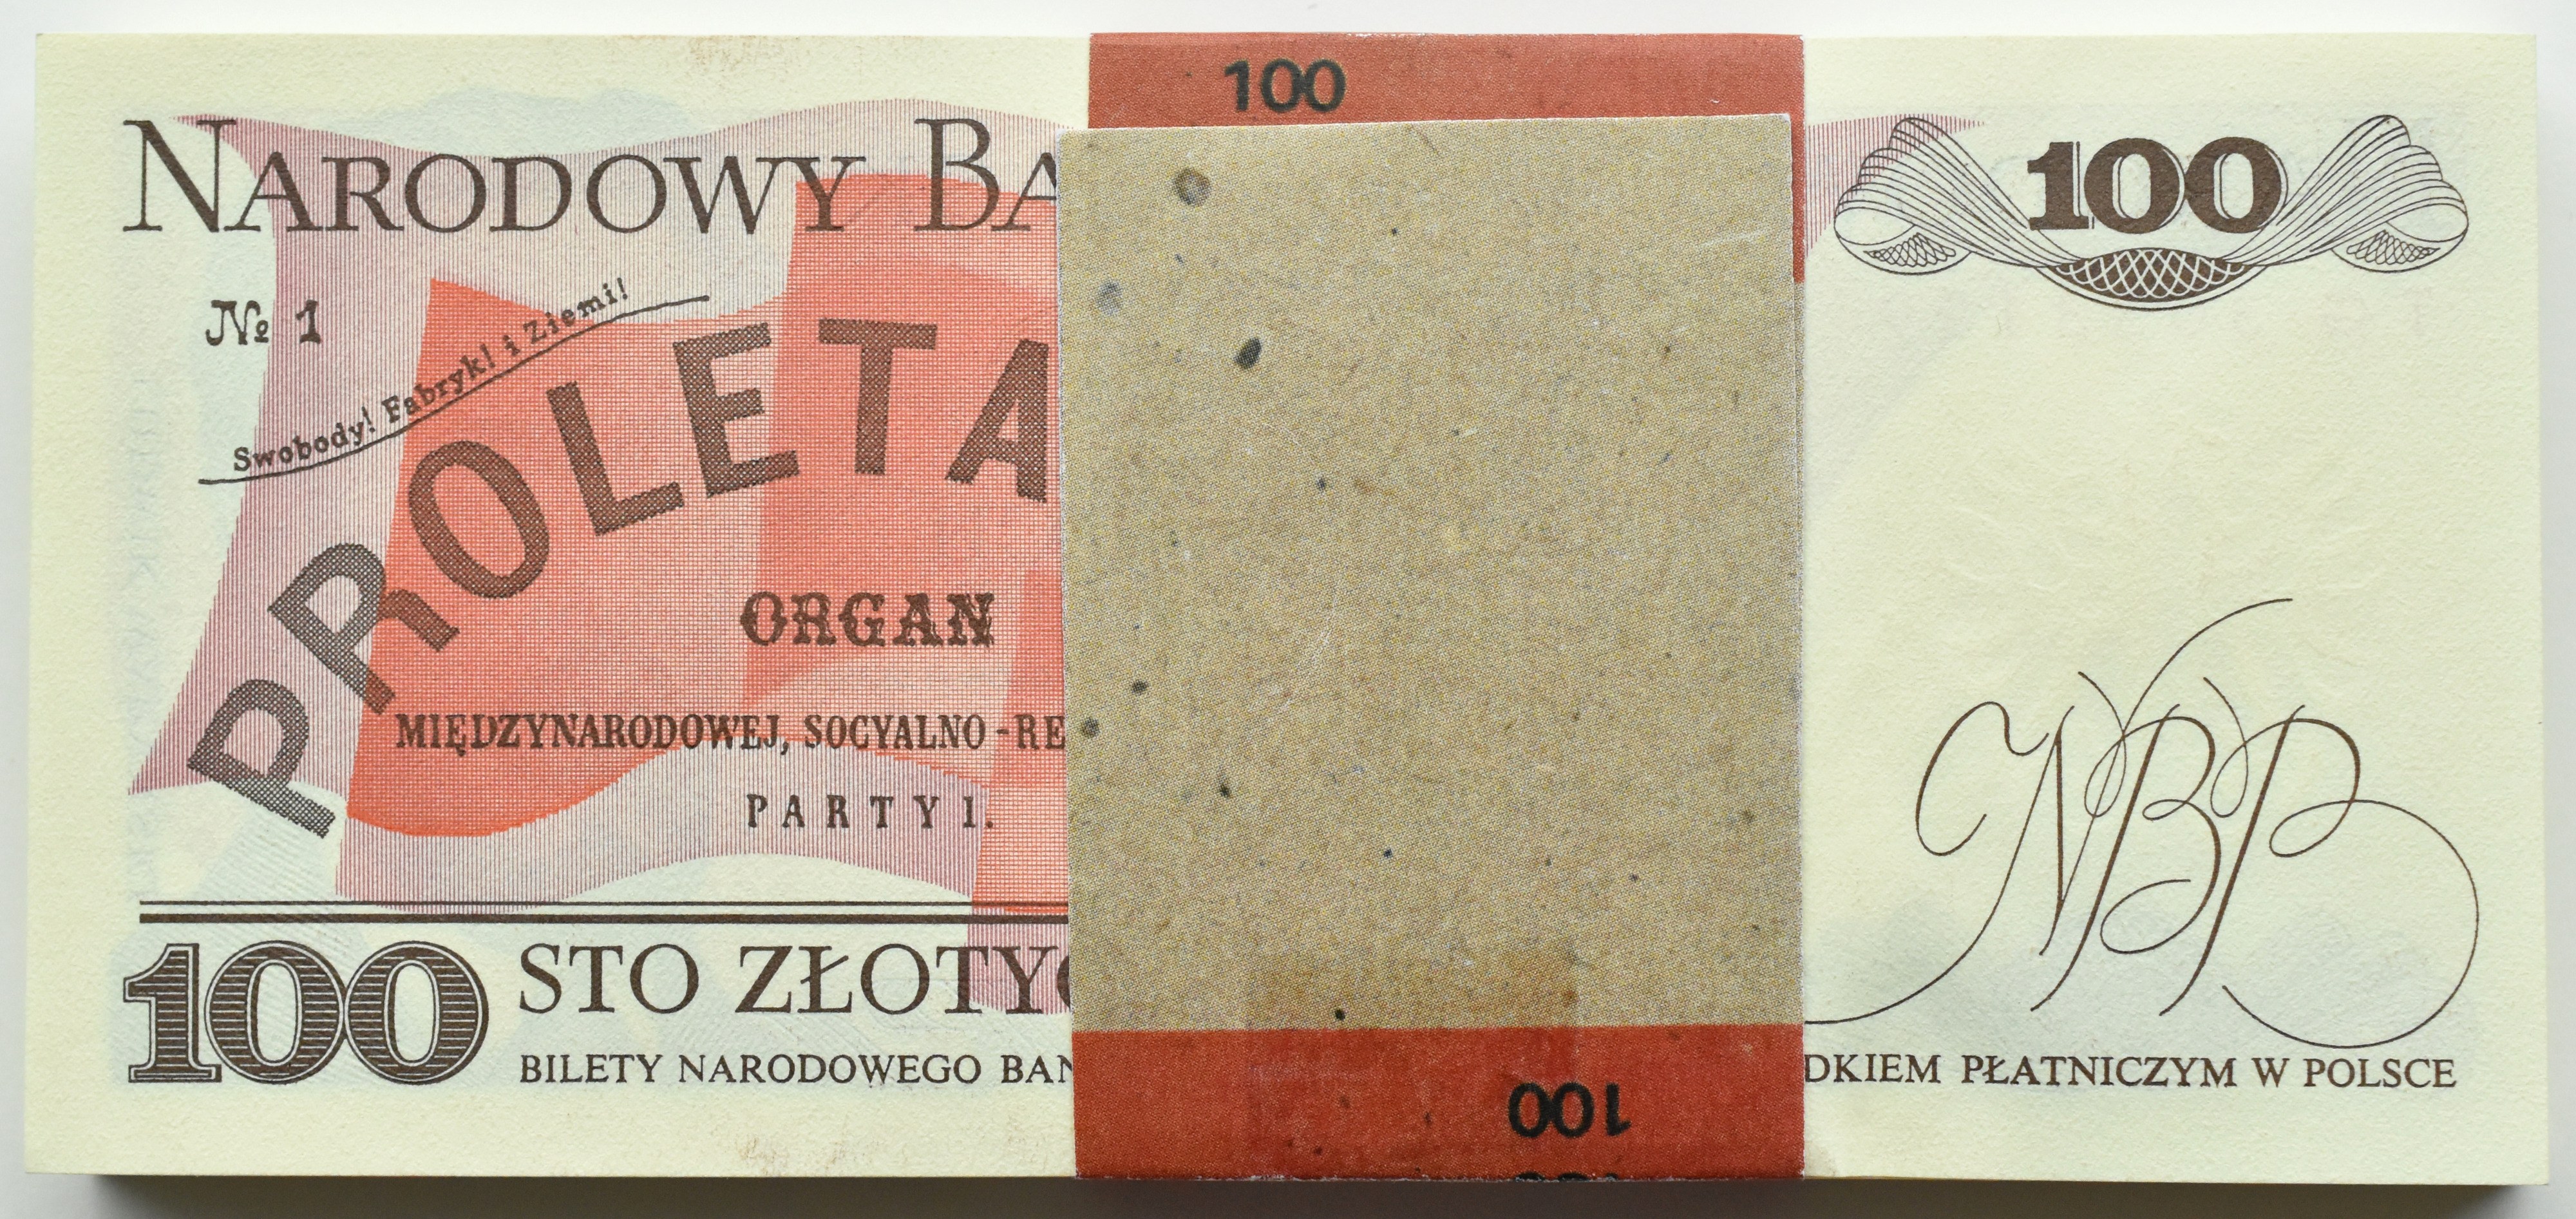 100
NARODOWY BA
100
№ 1
Swobody! Fabryk! i Ziemi!
PROLETA
ORGAN
MIĘDZYNARODOWEJ, SOCYALNO-RE
PARTYI.
NBP
100 STO ZŁOTYC
BILETY NARODOWEGO BAN
DKIEM PŁATNICZYM W POLSCE
100